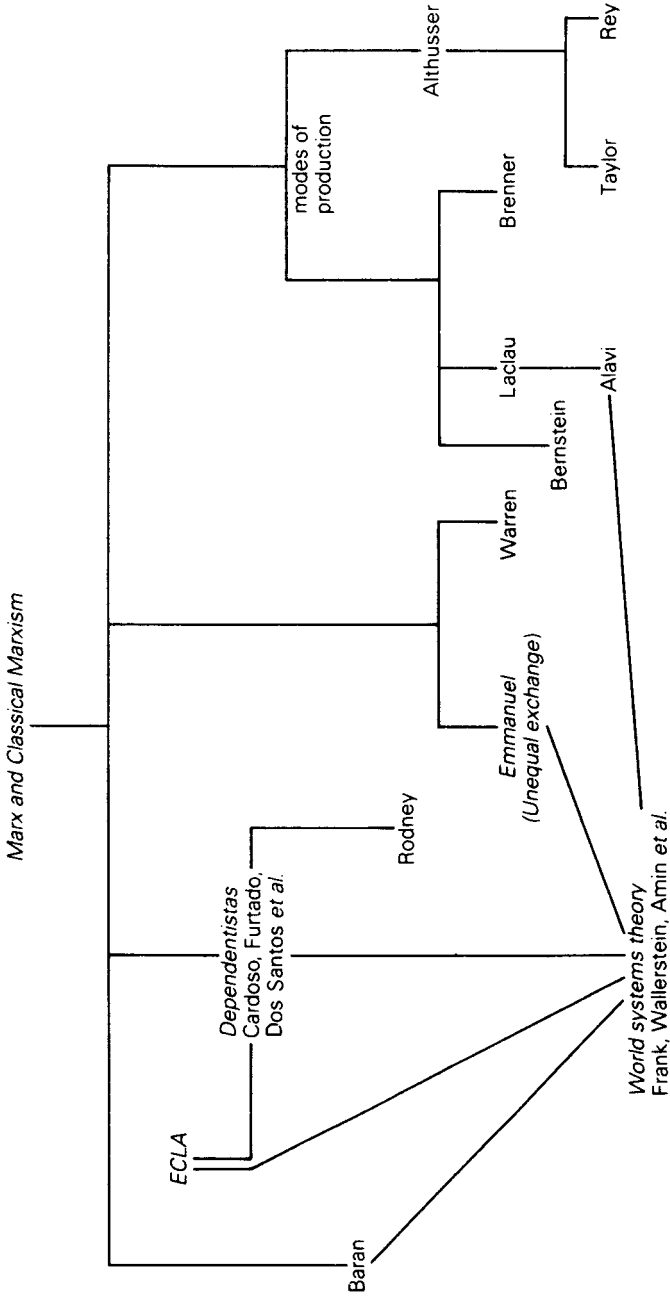 Marx and Classical Marxism
ECLA
Dependentistas
Cardoso, Furtado,
Dos Santos et al.
Baran
Rodney
Emmanuel
(Unequal exchange)
Warren
modes of
production
Althusser
Bernstein
Laclau
Brenner
Alavi
Taylor
Rey
World systems theory
Frank, Wallerstein, Amin et al.